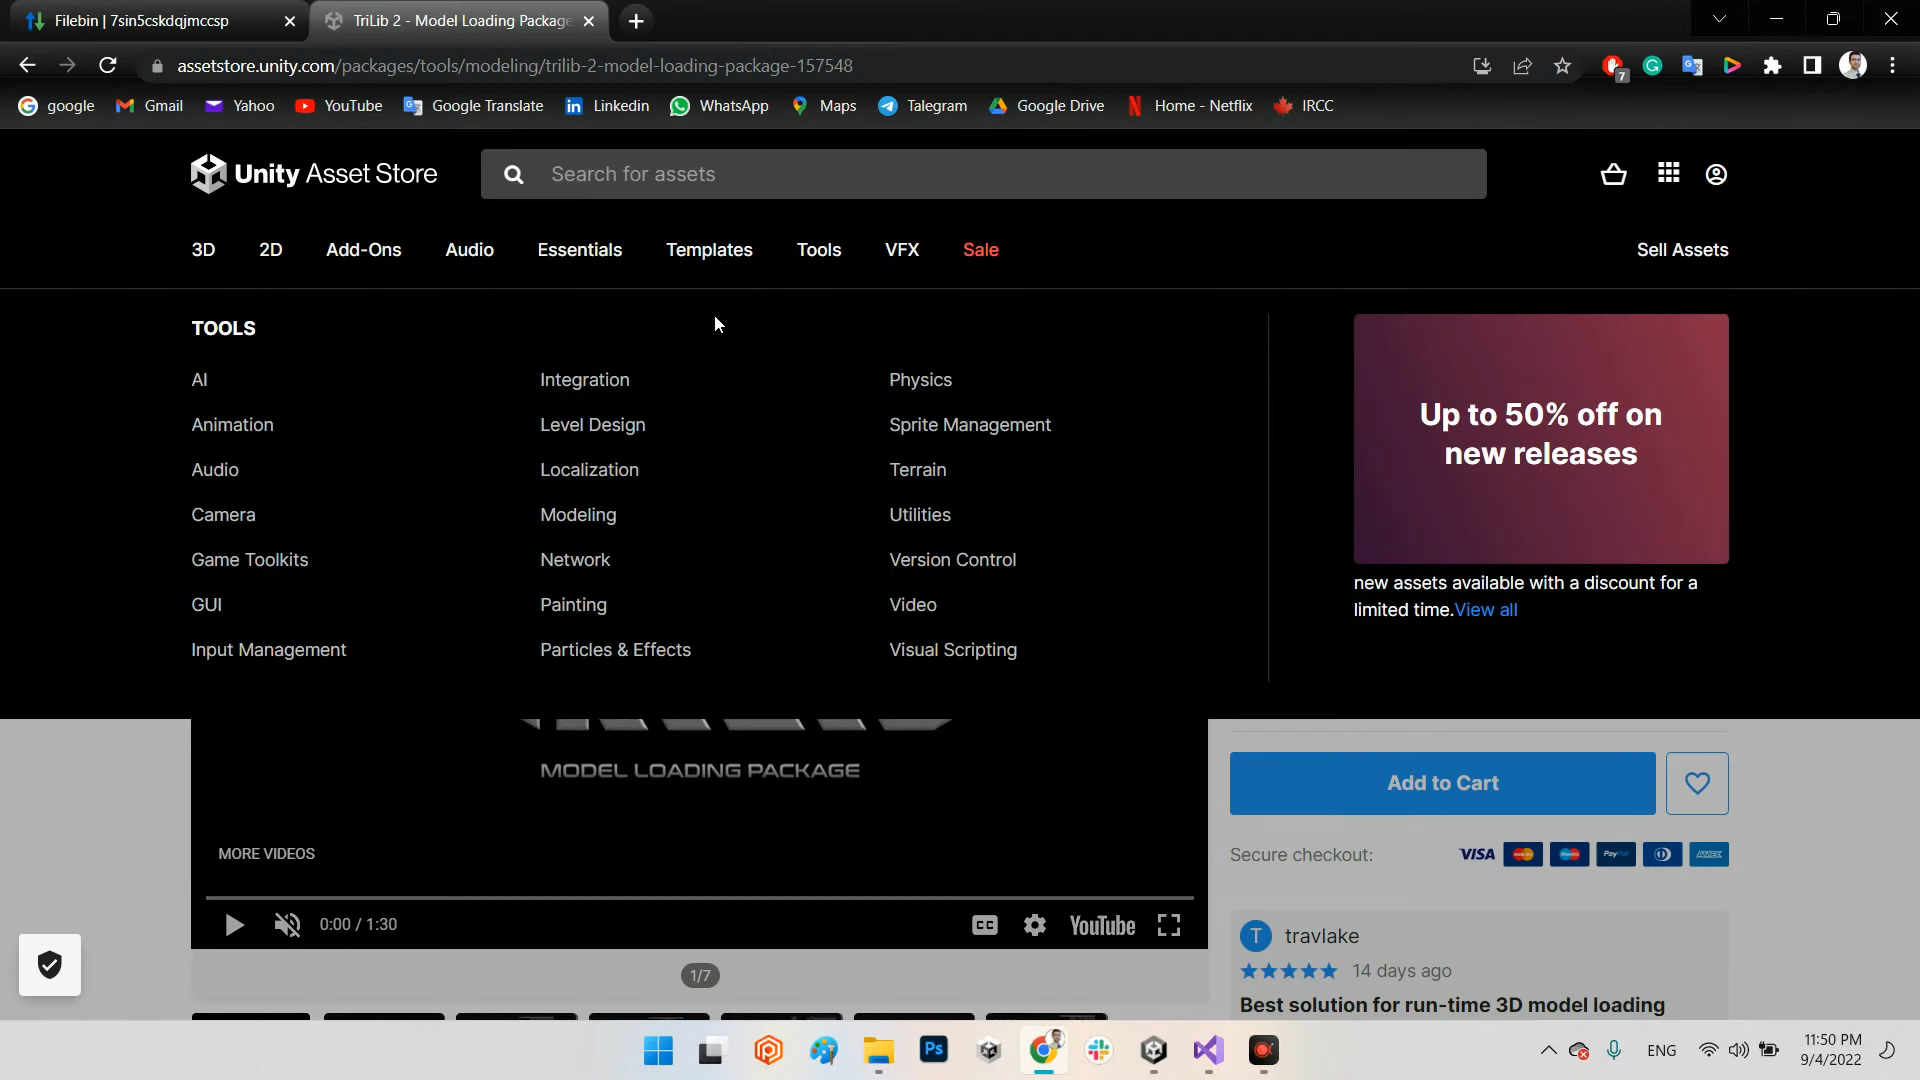 Filebin | 7sin5cskdqjmccsp
TriLib 2 - Model Loading Package
assetstore.unity.com/packages/tools/modeling/trilib-2-model-loading-package-157548
7
google
Gmail
Yahoo
YouTube
Google Translate
Linkedin
WhatsApp
Maps
Talegram
Google Drive
Home - Netflix
IRCC
Unity Asset Store
Search for assets
3D
2D
Add-Ons
Audio
Essentials
Templates
Tools
VFX
Sale
Sell Assets
TOOLS
AI
Animation
Audio
Camera
Game Toolkits
GUI
Input Management
Integration
Level Design
Localization
Modeling
Network
Painting
Particles & Effects
Physics
Sprite Management
Terrain
Utilities
Version Control
Video
Visual Scripting
Up to 50% off on
new releases
new assets available with a discount for a
limited time.View all
MODEL LOADING PACKAGE
MORE VIDEOS
0:00 / 1:30
CC
YouTube
1/7
Add to Cart
Secure checkout:
VISA
PayPal
AMEX
T
travlake
14 days ago
Best solution for run-time 3D model loading
Ps
ENG
11:50 PM
9/4/2022